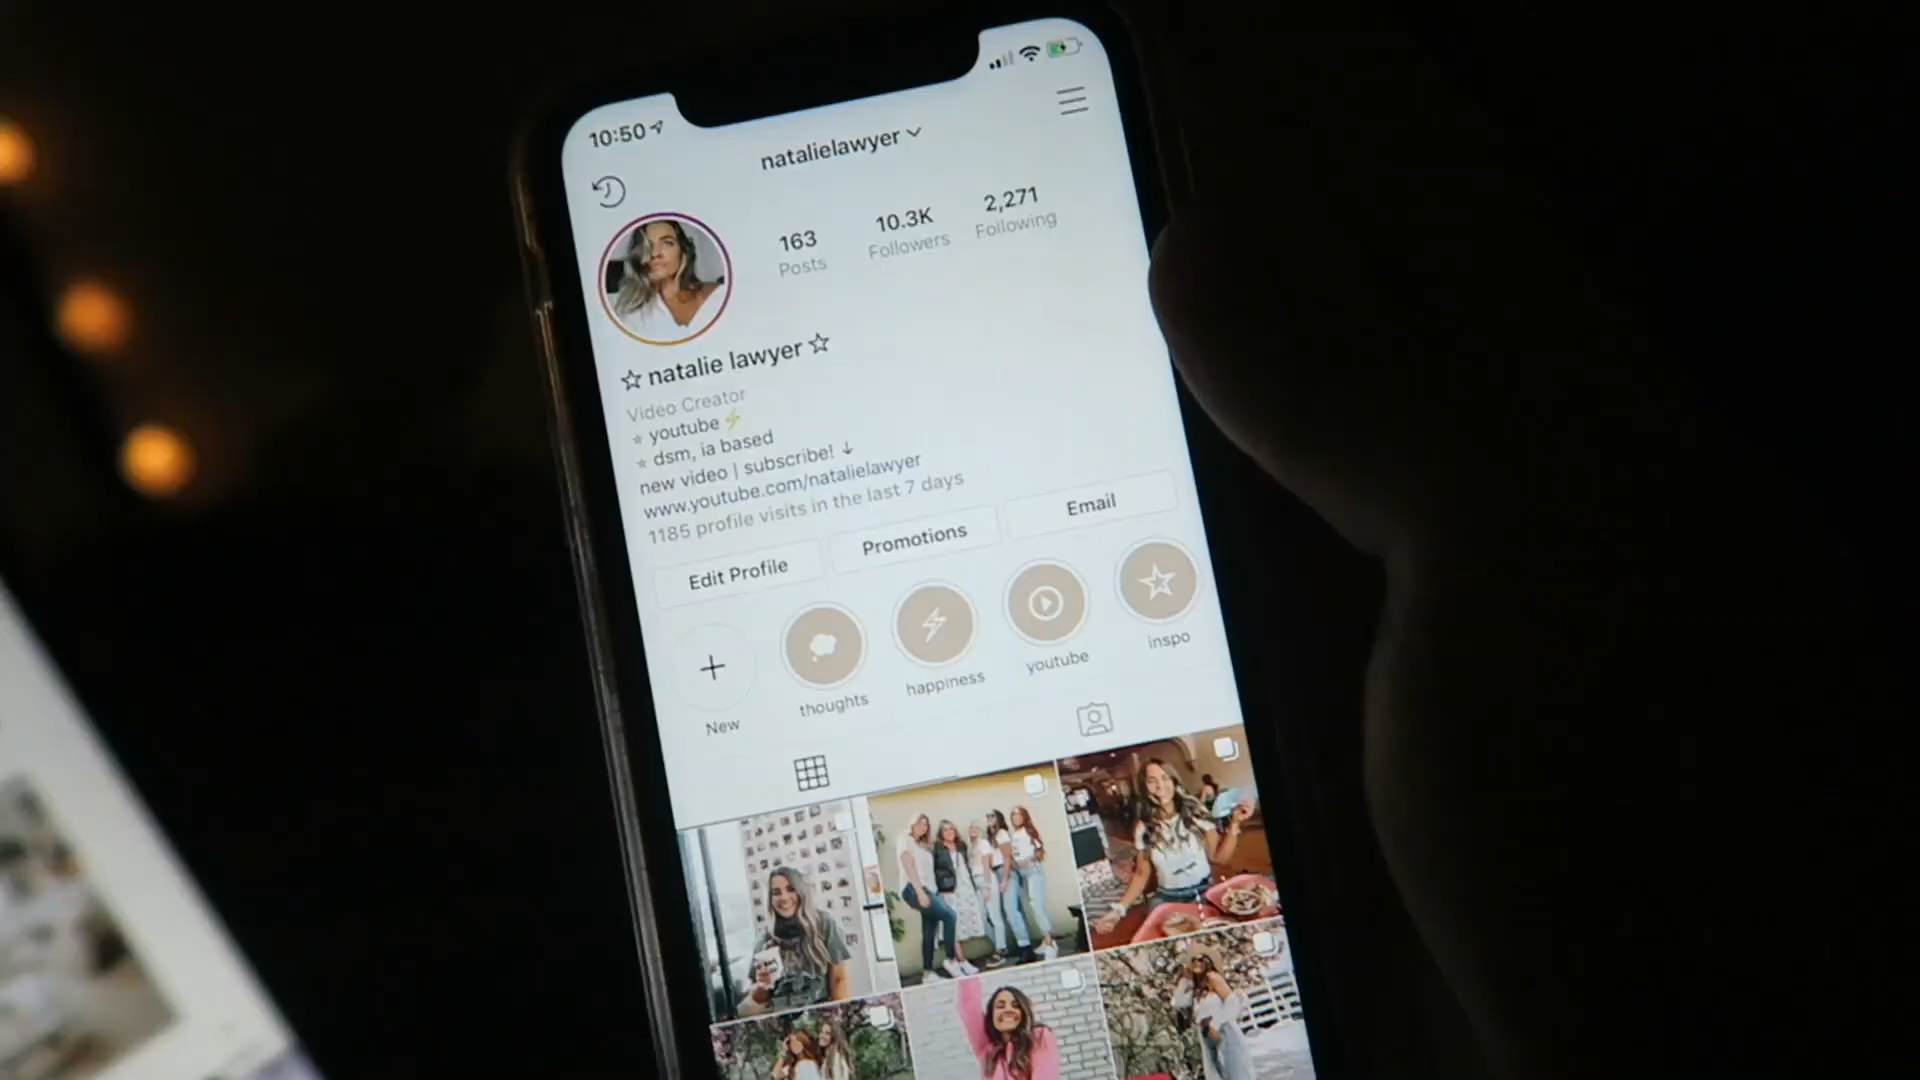 10:50
natalielawyer
163
Posts
10.3K
Followers
2,271
Following
☆ natalie lawyer ☆
Video Creator
☆ youtube ⚡
☆ dsm, ia based
new video | subscribe! ↓
www.youtube.com/natalielawyer
1185 profile visits in the last 7 days
Edit Profile
Promotions
Email
New
thoughts
happiness
youtube
inspo